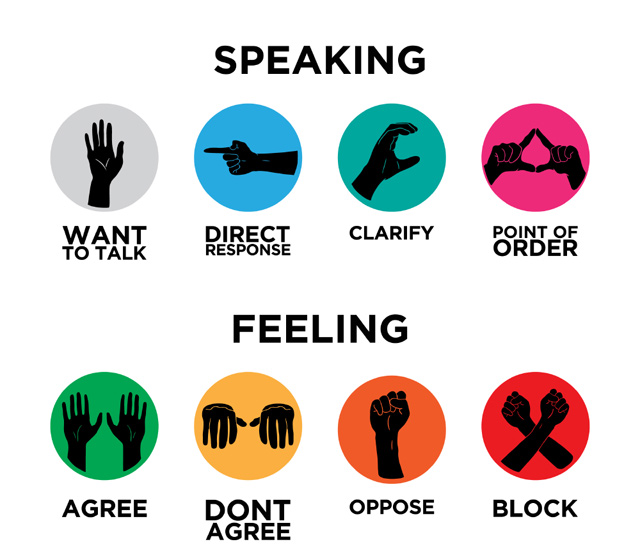 SPEAKING
WANT
TO TALK
DIRECT
RESPONSE
CLARIFY
POINT OF
ORDER
FEELING
AGREE
DONT
AGREE
OPPOSE
BLOCK